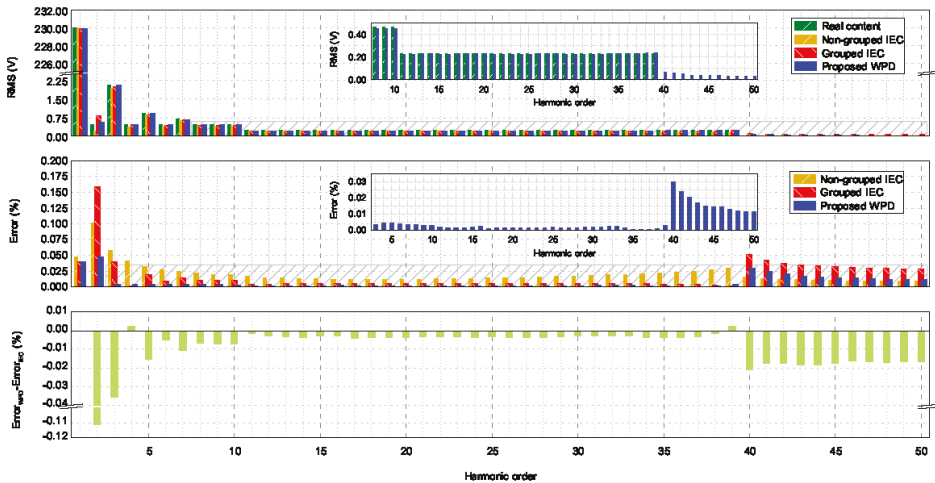 232.00
230.00
228.00
226.00
2.25
1.50
0.75
0.00
RMS (V)
Real content
Non-grouped IEC
Grouped IEC
Proposed WPD
0.40
0.20
0.00
RMS (V)
10 20 30 40 50
Harmonic order
0.200
0.175
0.150
0.125
0.100
0.075
0.050
0.025
0.000
Error (%)
Non-grouped IEC
Grouped IEC
Proposed WPD
0.03
0.02
0.01
0.00
Error (%)
5 10 15 20 25 30 35 40 45 50
Harmonic order
0.01
0.00
-0.01
-0.02
-0.03
-0.04
-0.11
-0.12
Error_WPD-Error_IEC (%)
5 10 15 20 25 30 35 40 45 50
Harmonic order